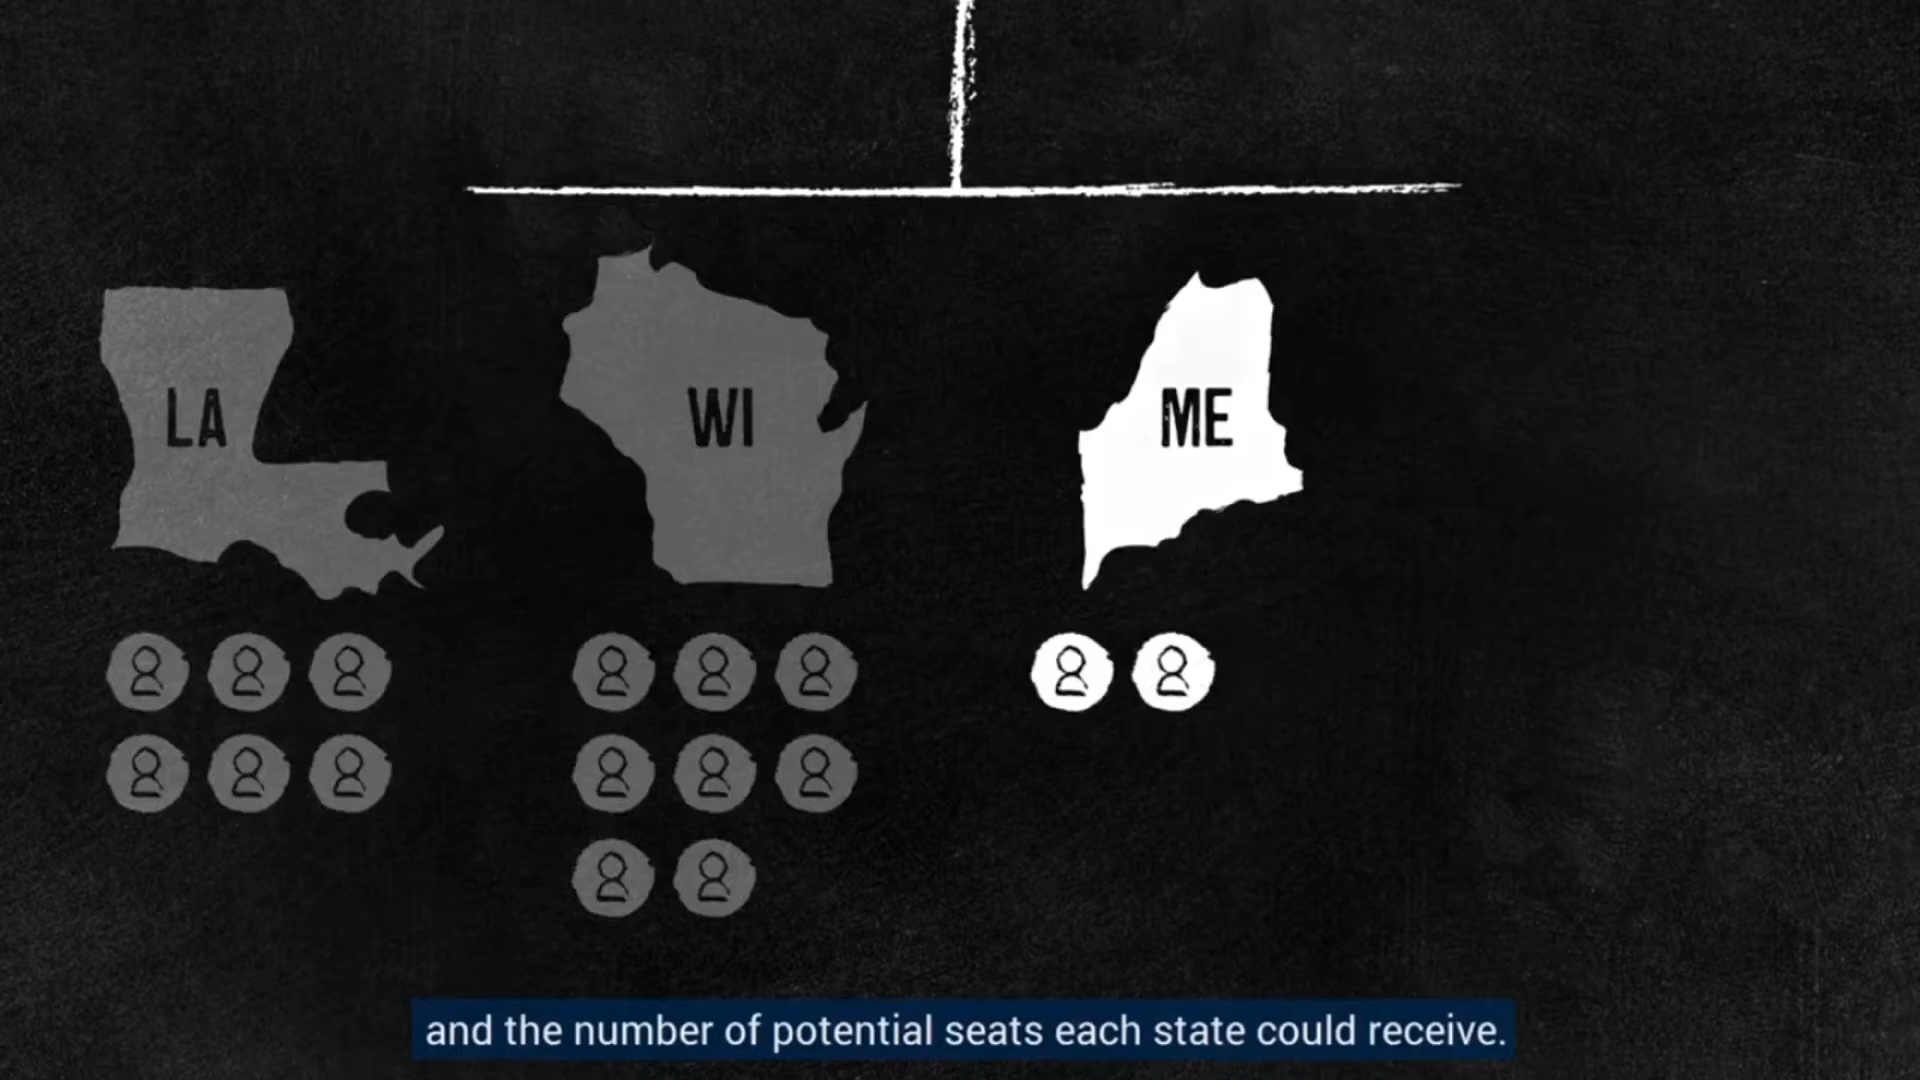 LA
WI
ME
and the number of potential seats each state could receive.